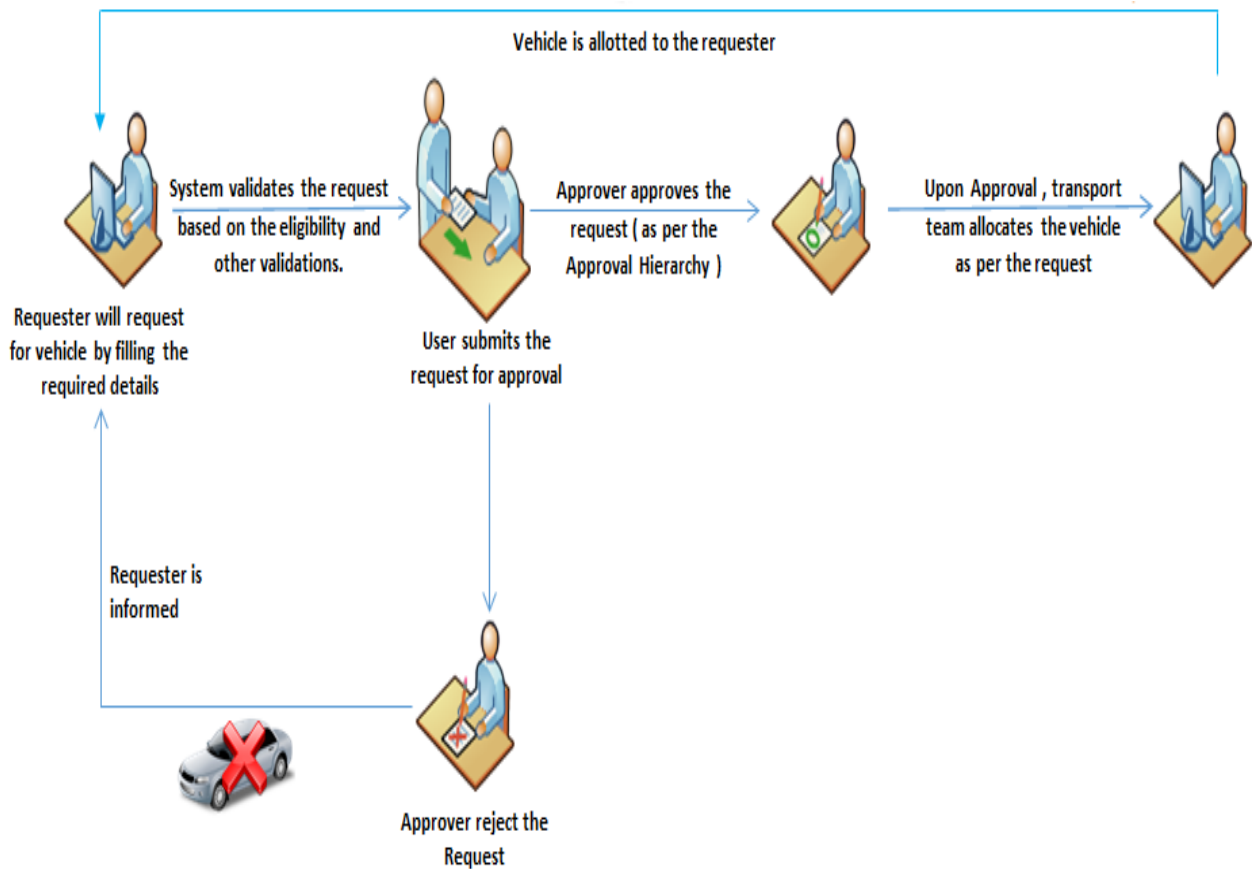 Vehicle is allotted to the requester
System validates the request
based on the eligibility and
other validations.
Approver approves the
request ( as per the
Approval Hierarchy )
Upon Approval , transport
team allocates the vehicle
as per the request
Requester will request
for vehicle by filling the
required details
User submits the
request for approval
Requester is
informed
Approver reject the
Request